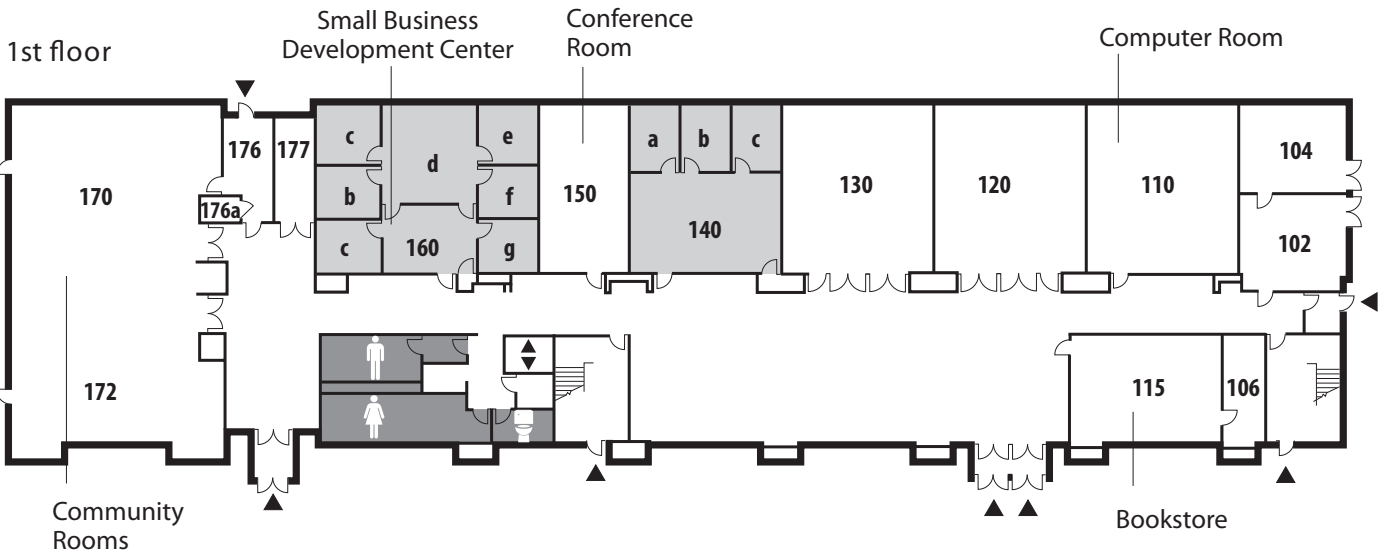 Small Business
Development Center
Conference
Room
Computer Room
1st floor
c
d
e
a
b
c
176
177
104
170
b
f
150
130
120
110
176a
c
160
g
140
102
172
115
106
Community
Rooms
Bookstore